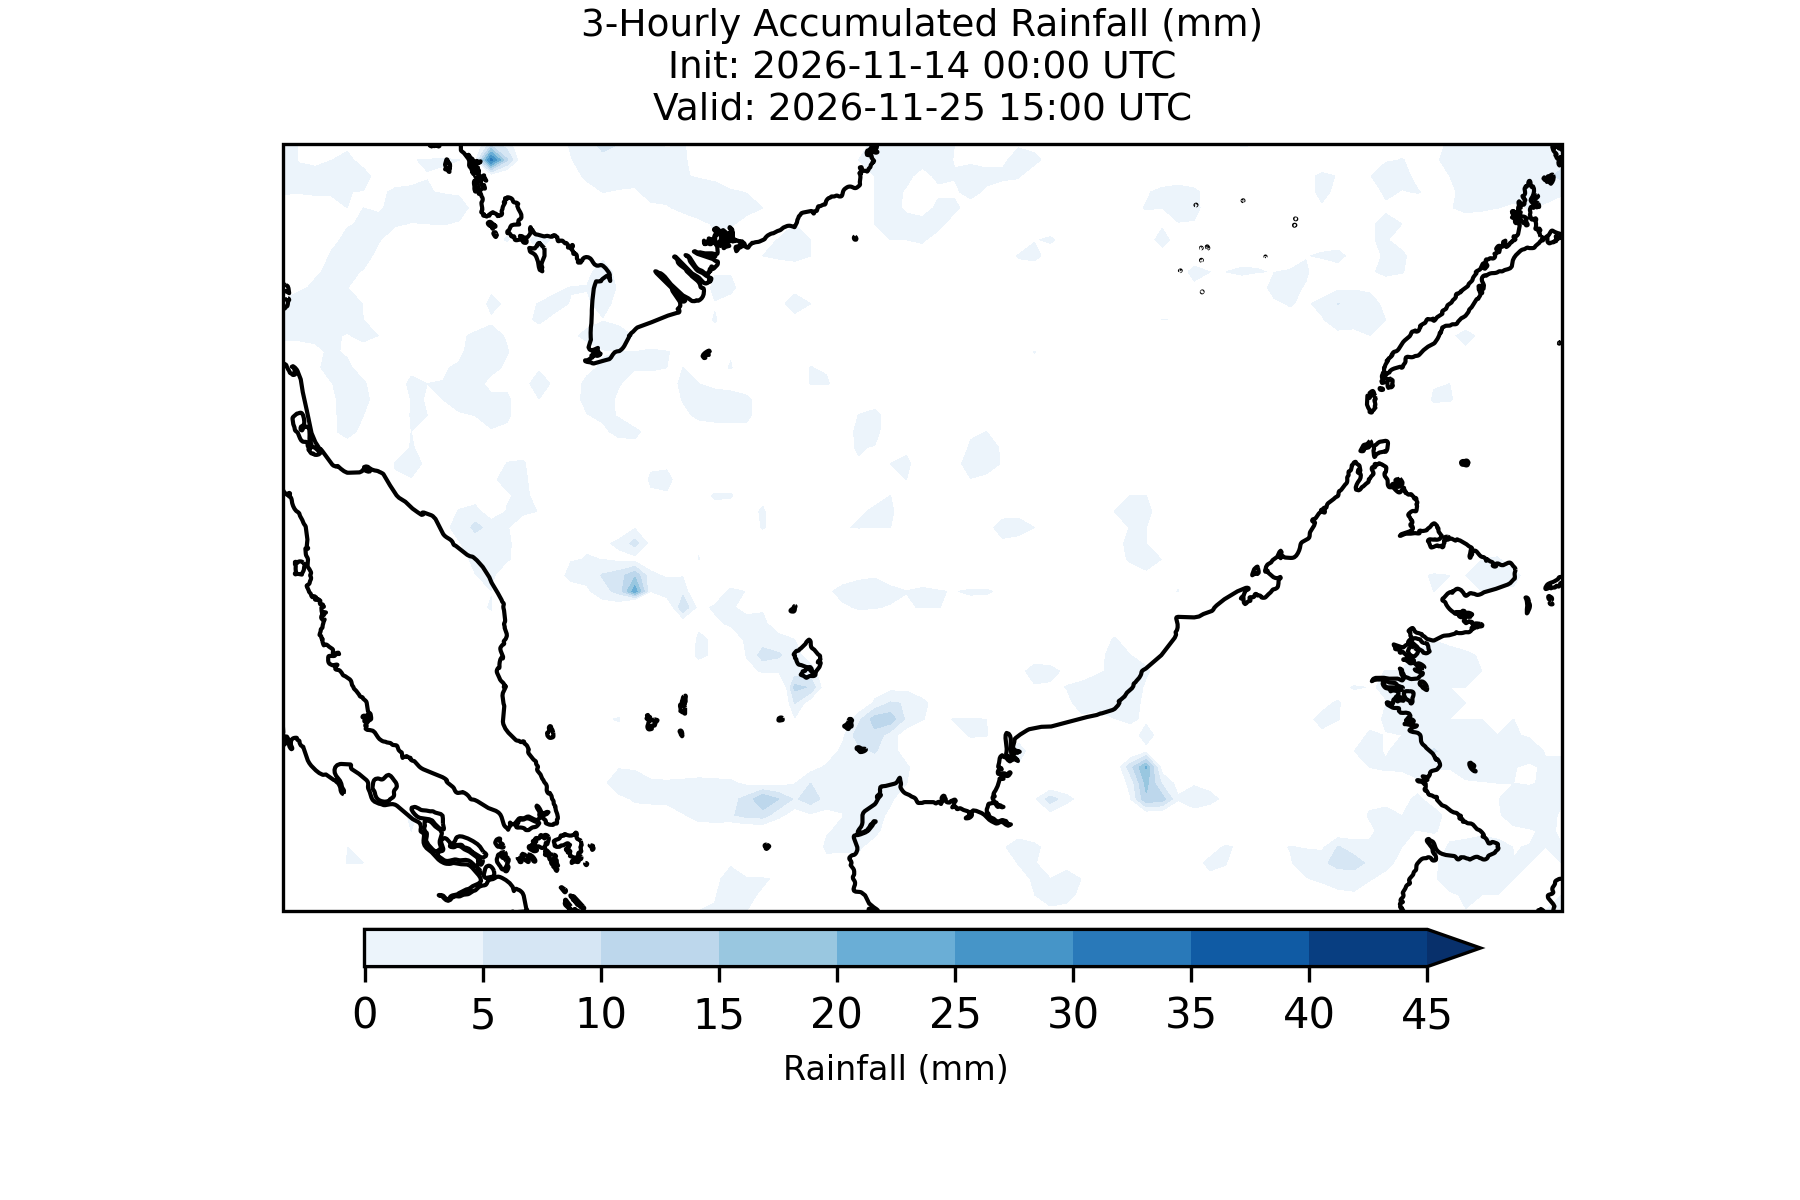 3-Hourly Accumulated Rainfall (mm)
Init: 2026-11-14 00:00 UTC
Valid: 2026-11-25 15:00 UTC
0 5 10 15 20 25 30 35 40 45
Rainfall (mm)